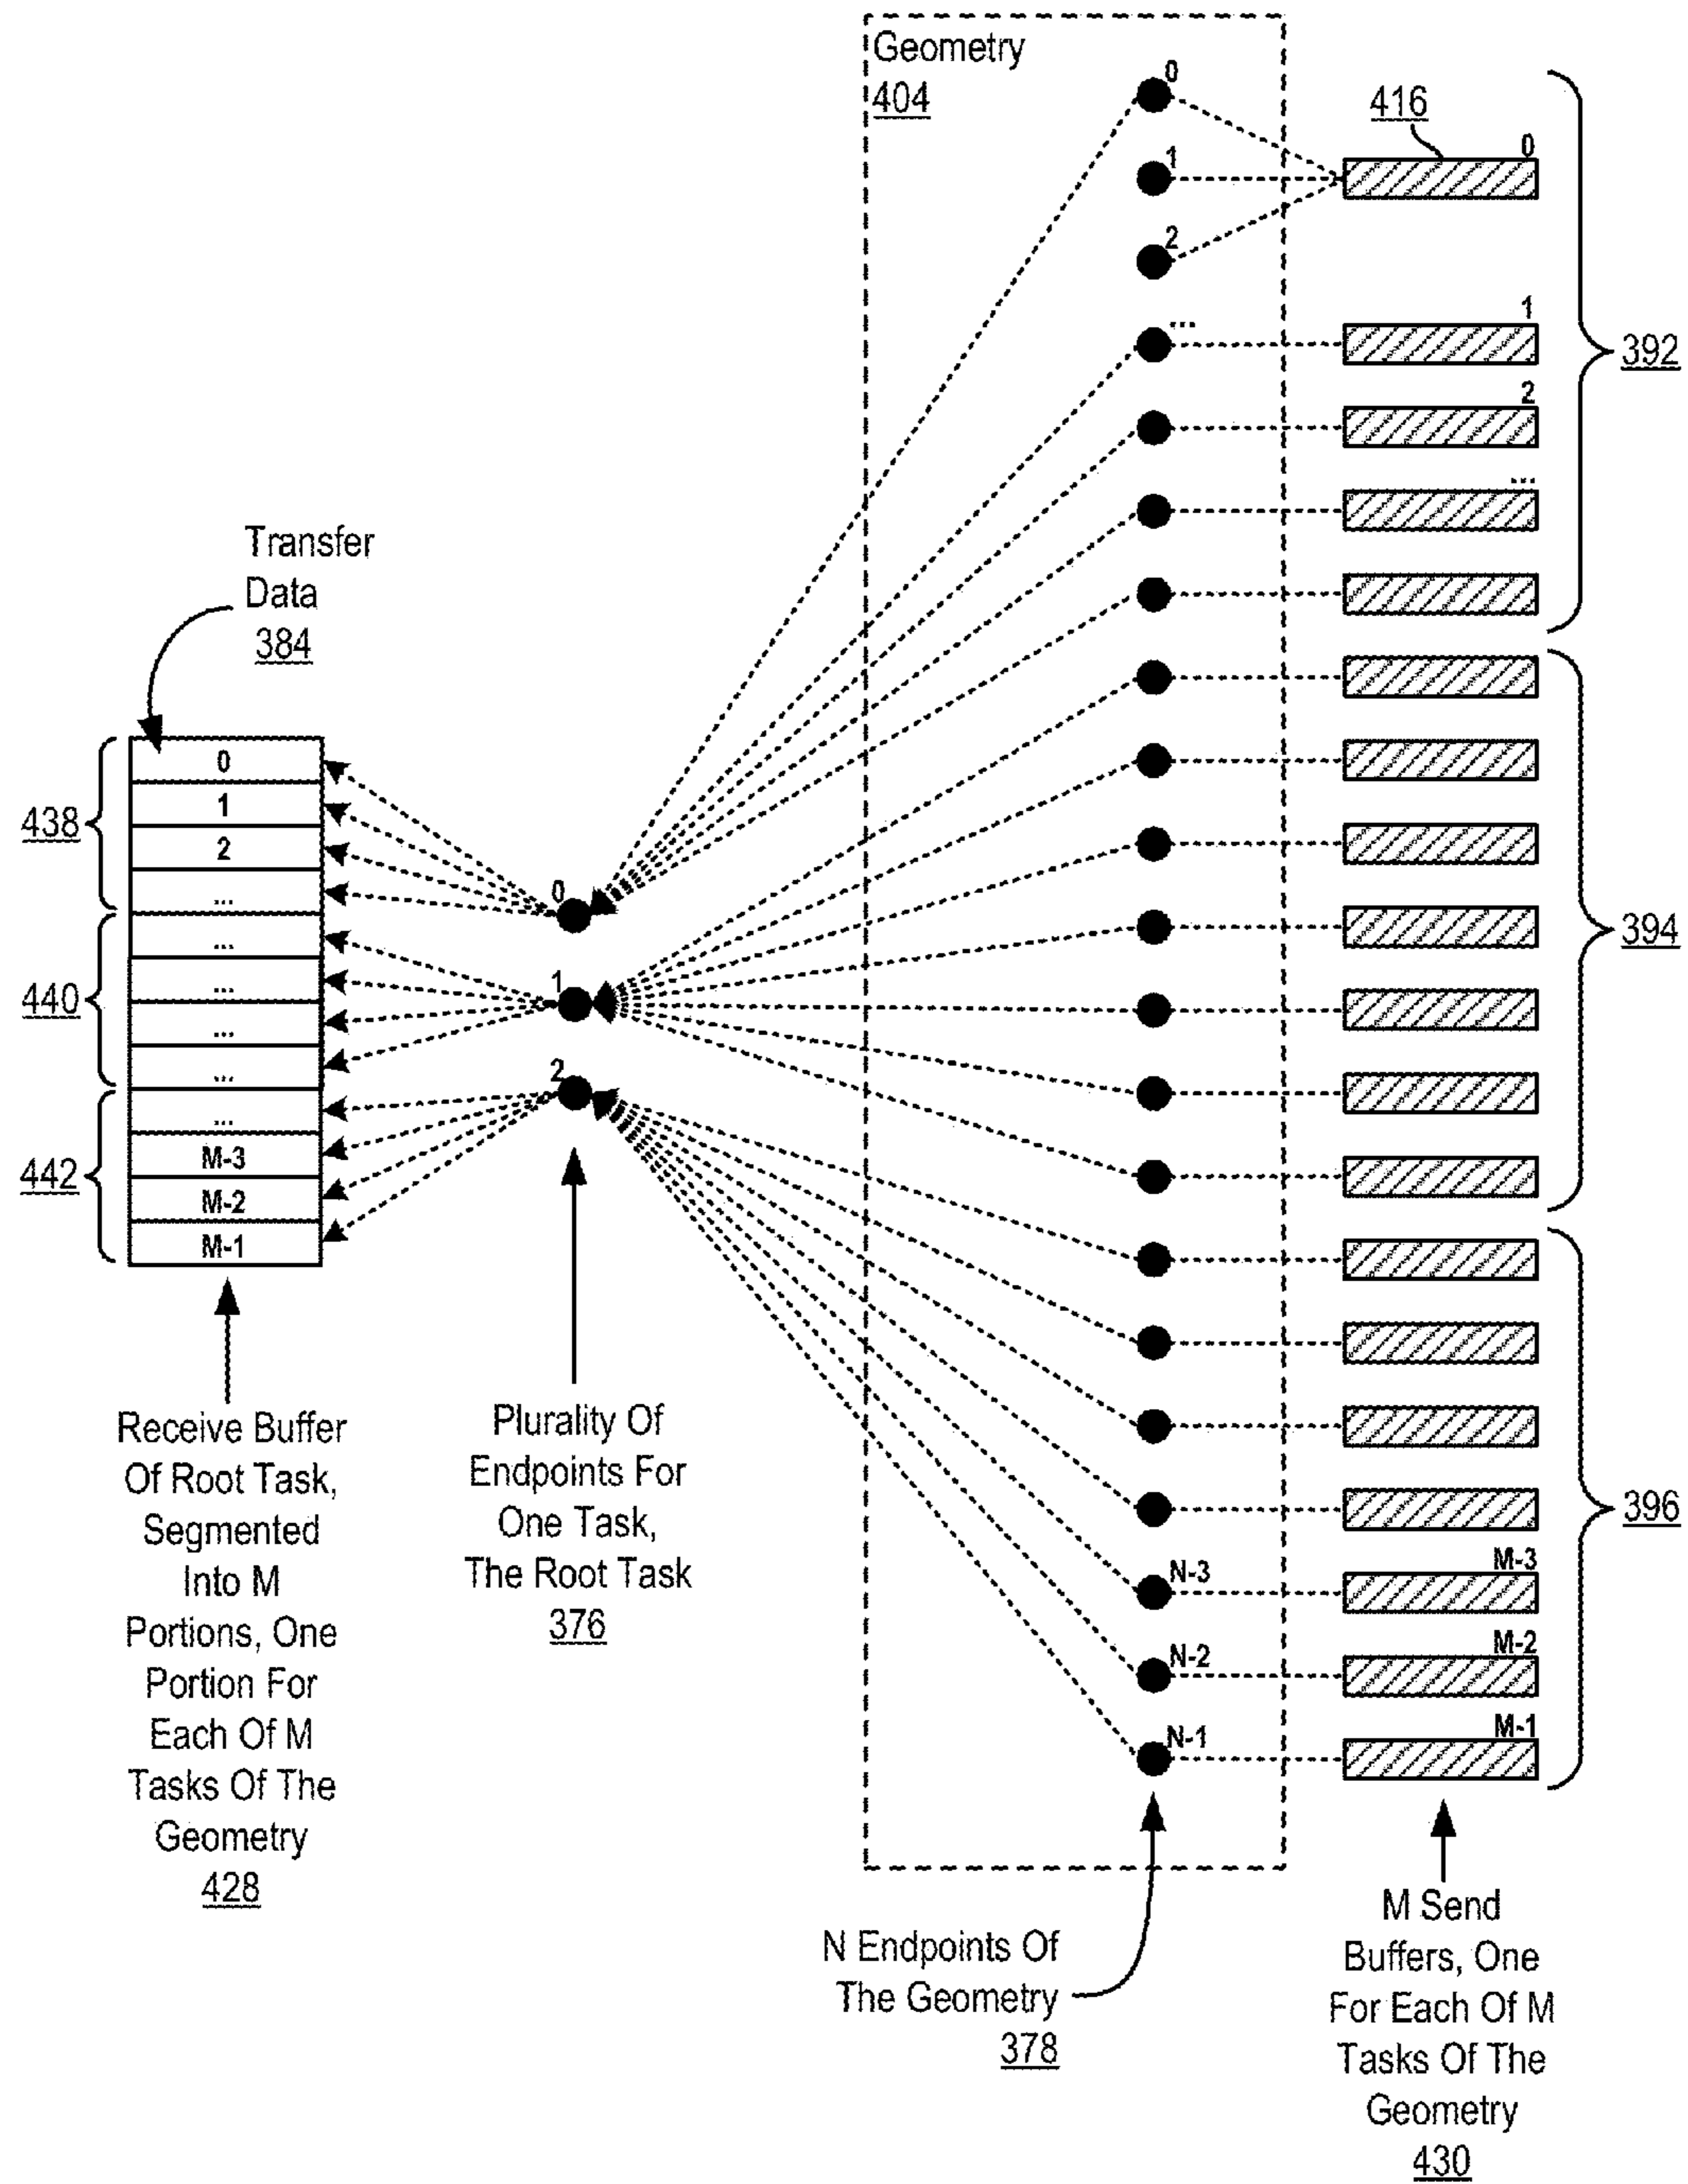 Geometry
404
0
1
2
...
N-3
N-2
N-1
416
0
1
2
...
M-3
M-2
M-1
392
394
396
Transfer
Data
384
438
440
442
0
1
2
...
...
...
...
...
...
M-3
M-2
M-1
0
1
2
Receive Buffer
Of Root Task,
Segmented
Into M
Portions, One
Portion For
Each Of M
Tasks Of The
Geometry
428
Plurality Of
Endpoints For
One Task,
The Root Task
376
N Endpoints Of
The Geometry
378
M Send
Buffers, One
For Each Of M
Tasks Of The
Geometry
430